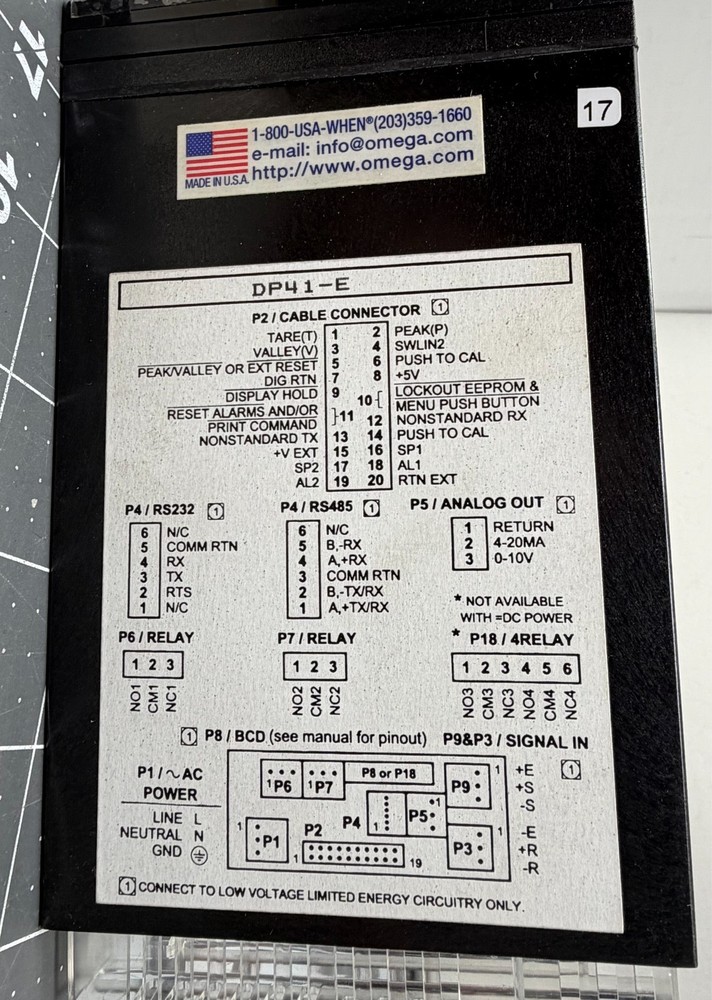 17
17
10
1-800-USA-WHEN®(203)359-1660
e-mail: info@omega.com
MADE IN U.S.A. http://www.omega.com
DP41-E
P2 / CABLE CONNECTOR 1
TARE(T) 1 2 PEAK(P)
VALLEY(V) 3 4 SWLIN2
PEAK/VALLEY OR EXT RESET 5 6 PUSH TO CAL
DIG RTN 7 8 +5V
DISPLAY HOLD 9 10 LOCKOUT EEPROM &
MENU PUSH BUTTON
RESET ALARMS AND/OR 11 12 NONSTANDARD RX
PRINT COMMAND
NONSTANDARD TX 13 14 PUSH TO CAL
+V EXT 15 16 SP1
SP2 17 18 AL1
AL2 19 20 RTN EXT
P4 / RS232 1
6 N/C
5 COMM RTN
4 RX
3 TX
2 RTS
1 N/C
P4 / RS485 1
6 N/C
5 B,-RX
4 A,+RX
3 COMM RTN
2 B,-TX/RX
1 A,+TX/RX
P5 / ANALOG OUT 1
1 RETURN
2 4-20MA
3 0-10V
* NOT AVAILABLE
WITH =DC POWER
P6 / RELAY
1 2 3
NO1 CM1 NC1
P7 / RELAY
1 2 3
NO2 CM2 NC2
* P18 / 4RELAY
1 2 3 4 5 6
NO3 CM3 NC3 NO4 CM4 NC4
1 P8 / BCD (see manual for pinout)
P9&P3 / SIGNAL IN
1
P1 / ~ AC
POWER
LINE L
NEUTRAL N
GND
1 P6 1 P7 P8 or P18
P9 1
P4 1 P5 1
1 P1 P2 1 19
P3 1
+E
+S
-S
-E
+R
-R
1 CONNECT TO LOW VOLTAGE LIMITED ENERGY CIRCUITRY ONLY.